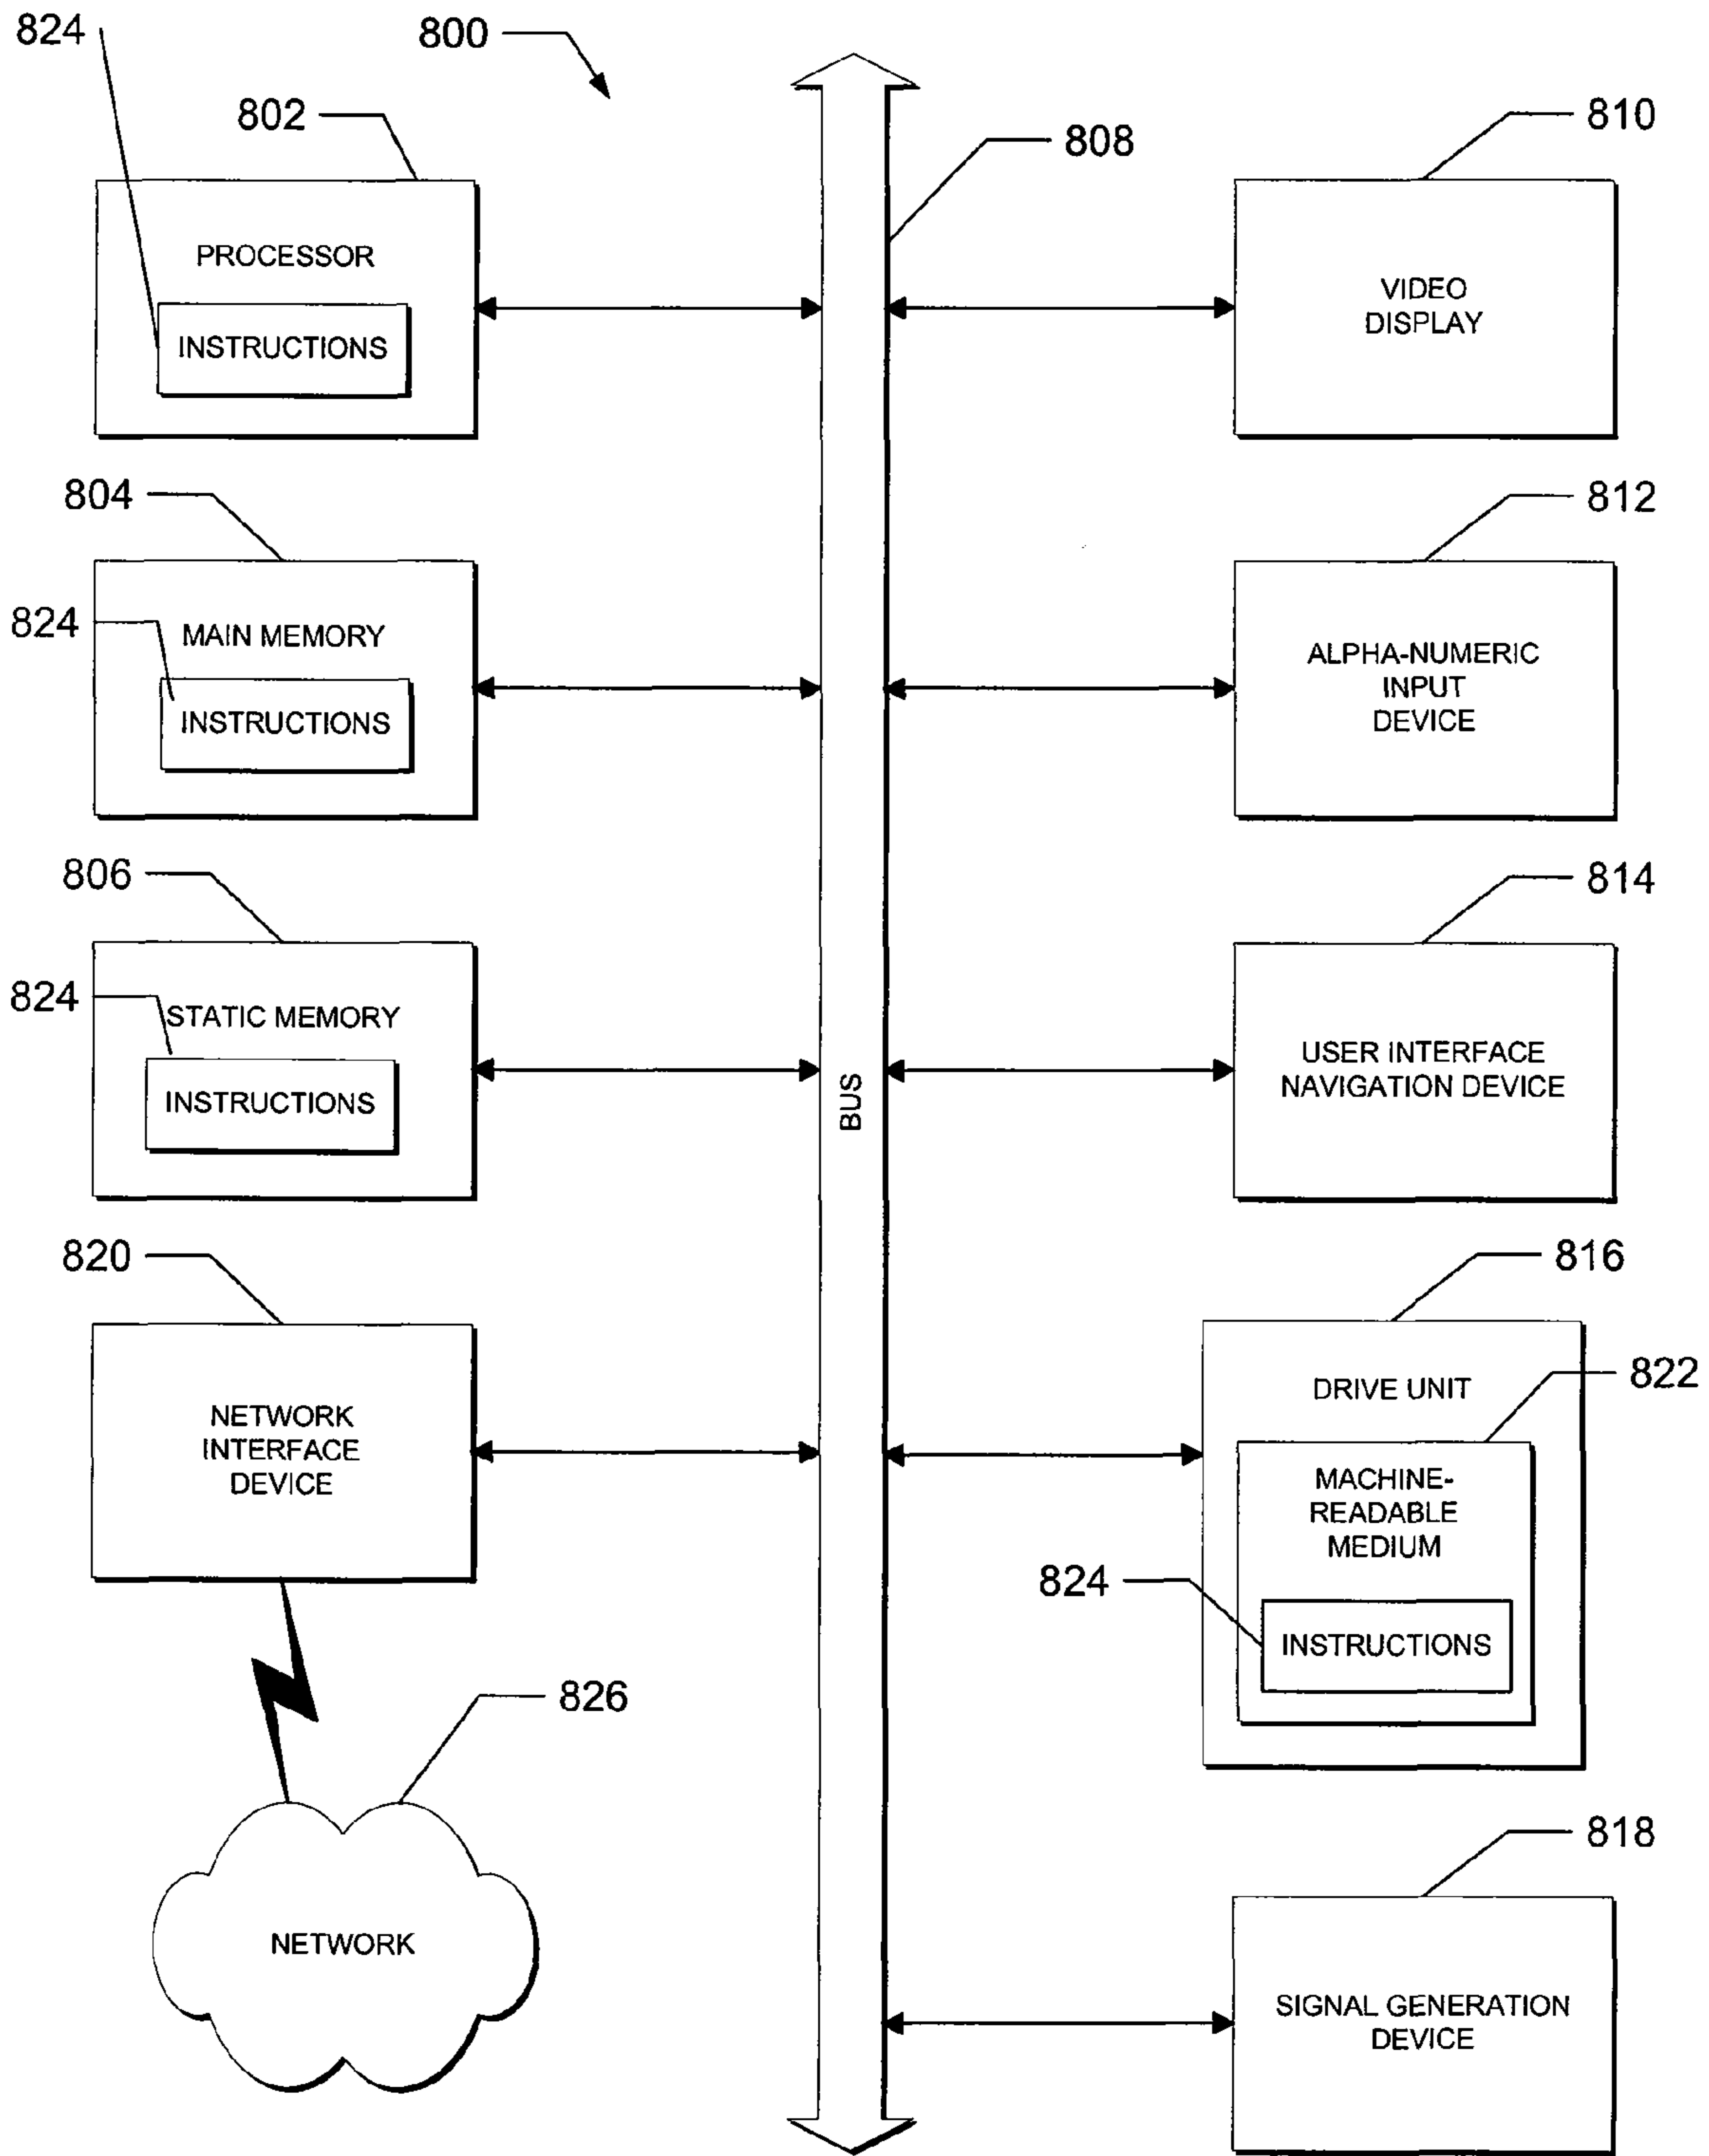 824
800
802
PROCESSOR
INSTRUCTIONS
808
810
VIDEO
DISPLAY
804
824
MAIN MEMORY
INSTRUCTIONS
812
ALPHA-NUMERIC
INPUT
DEVICE
806
824
STATIC MEMORY
INSTRUCTIONS
BUS
814
USER INTERFACE
NAVIGATION DEVICE
820
NETWORK
INTERFACE
DEVICE
816
DRIVE UNIT
822
MACHINE-
READABLE
MEDIUM
824
INSTRUCTIONS
826
NETWORK
818
SIGNAL GENERATION
DEVICE